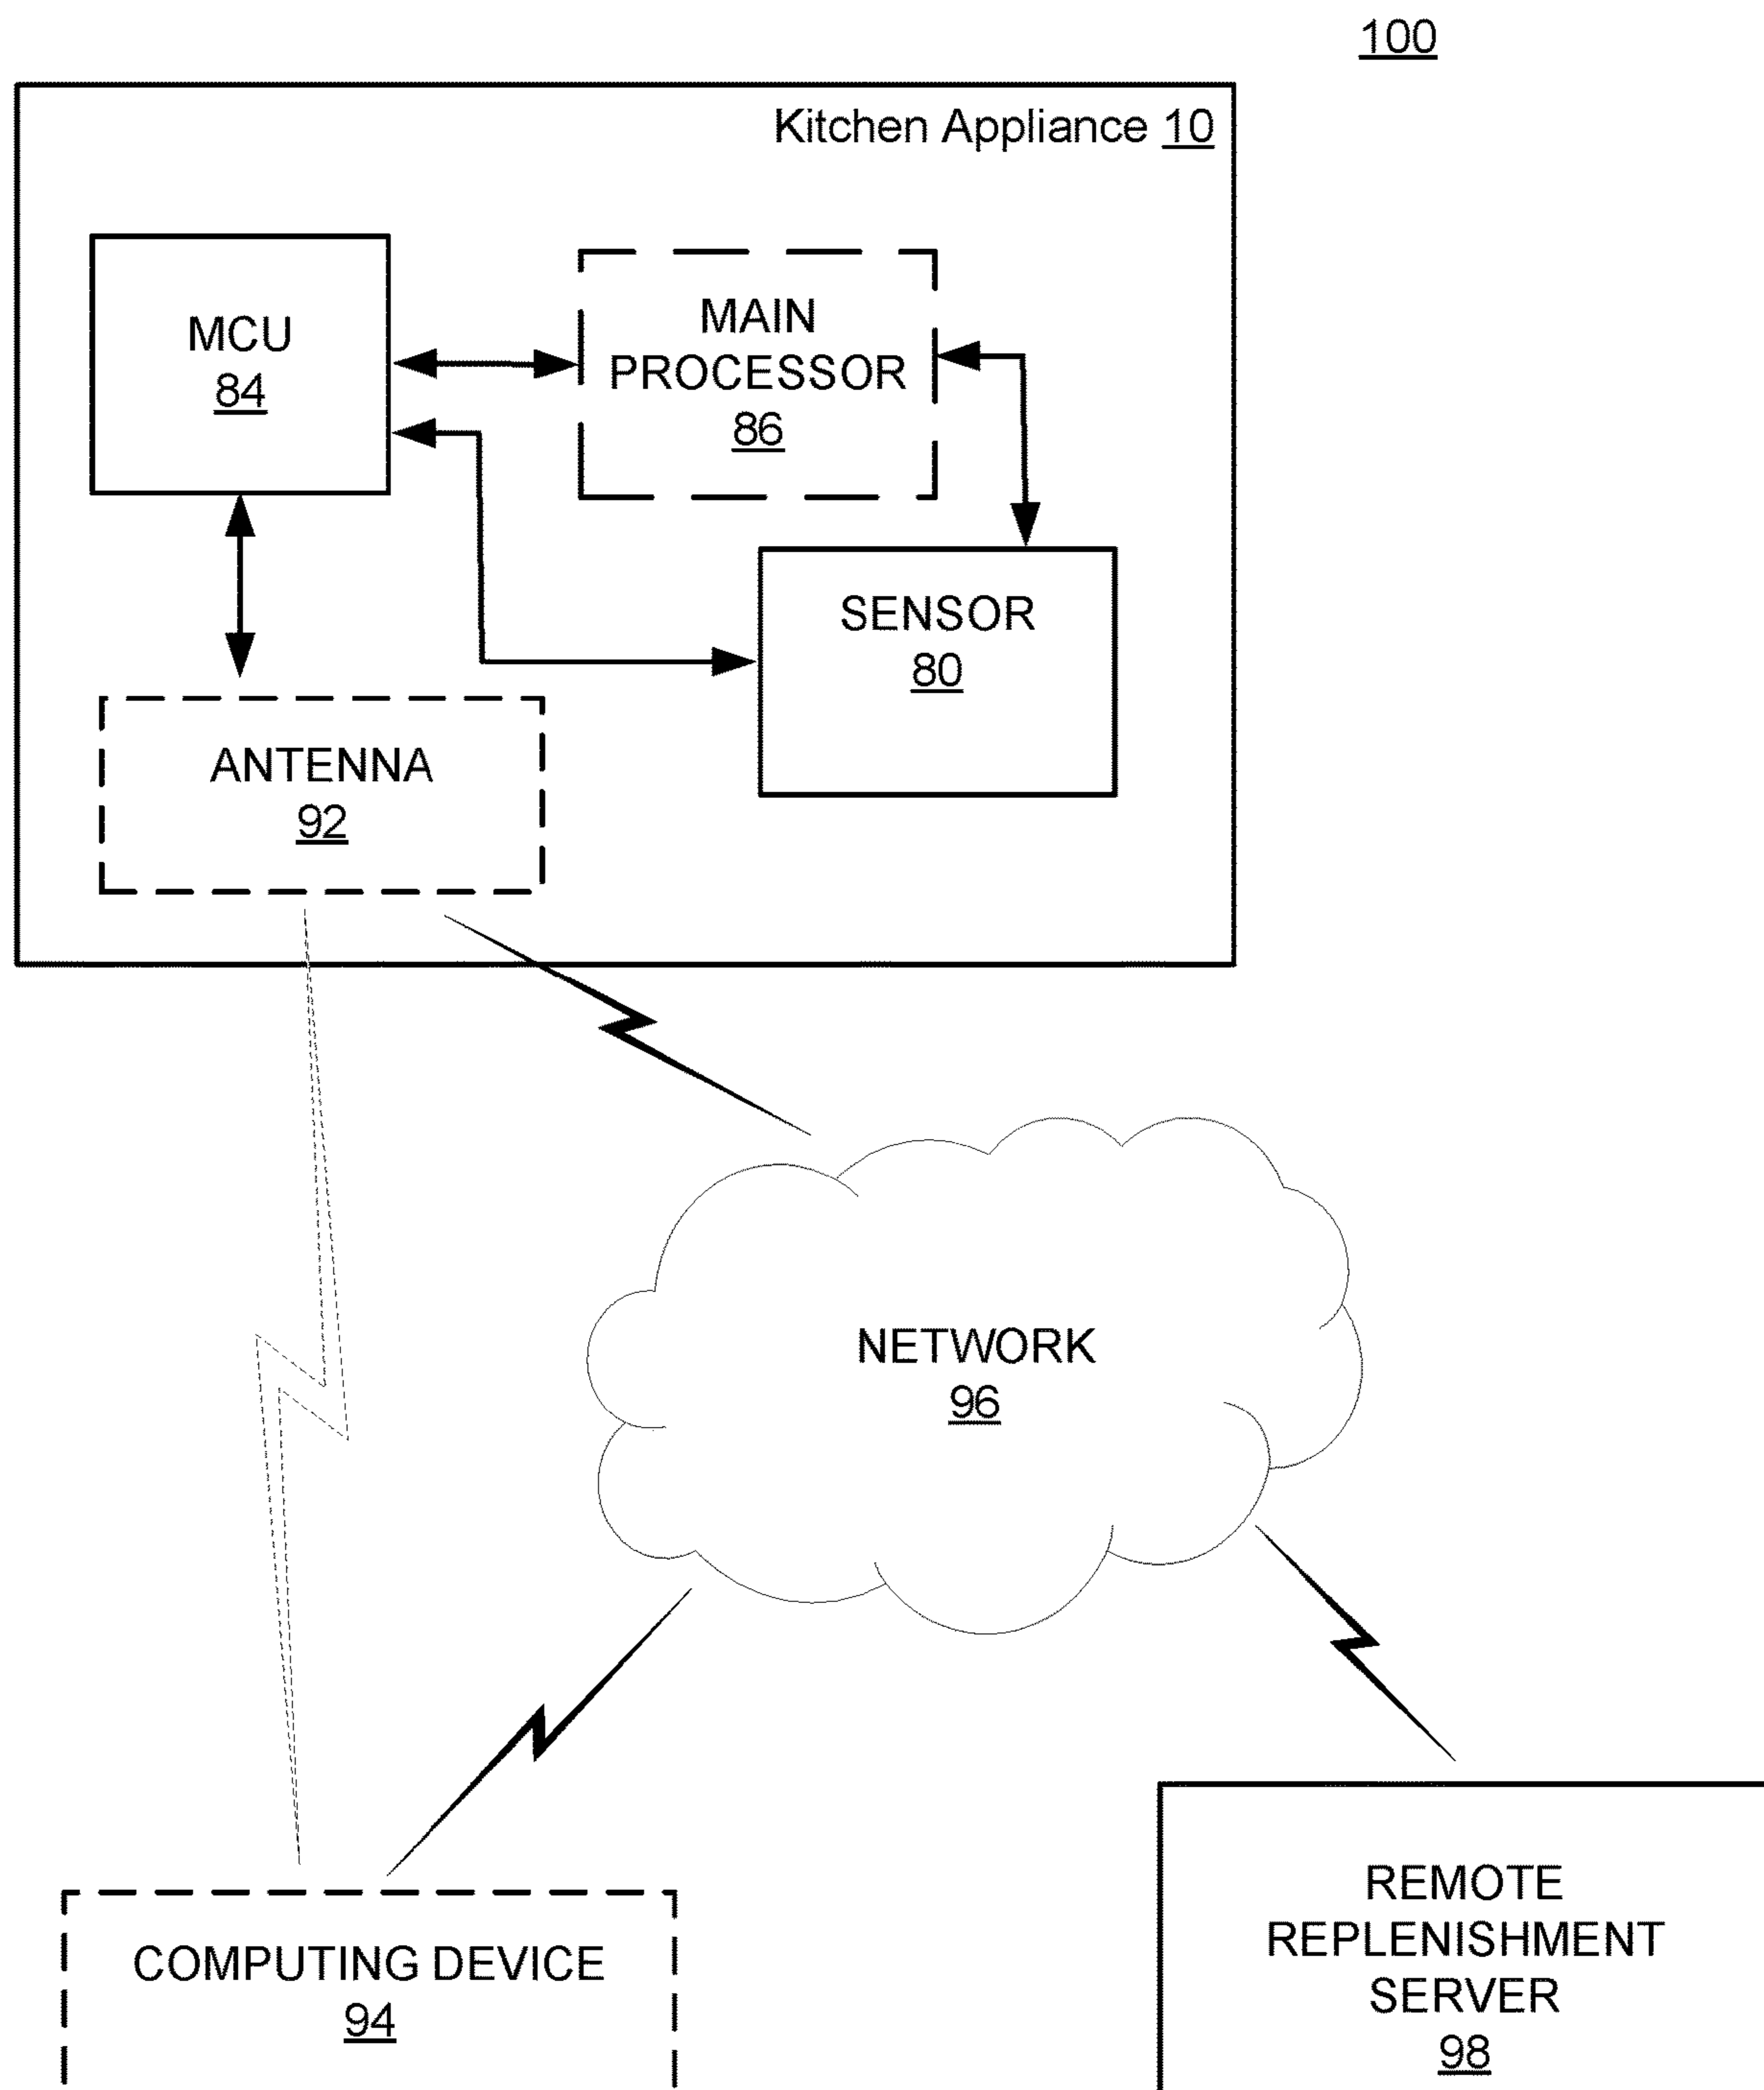 100
Kitchen Appliance 10
MCU
84
MAIN
PROCESSOR
86
SENSOR
80
ANTENNA
92
NETWORK
96
COMPUTING DEVICE
94
REMOTE
REPLENISHMENT
SERVER
98